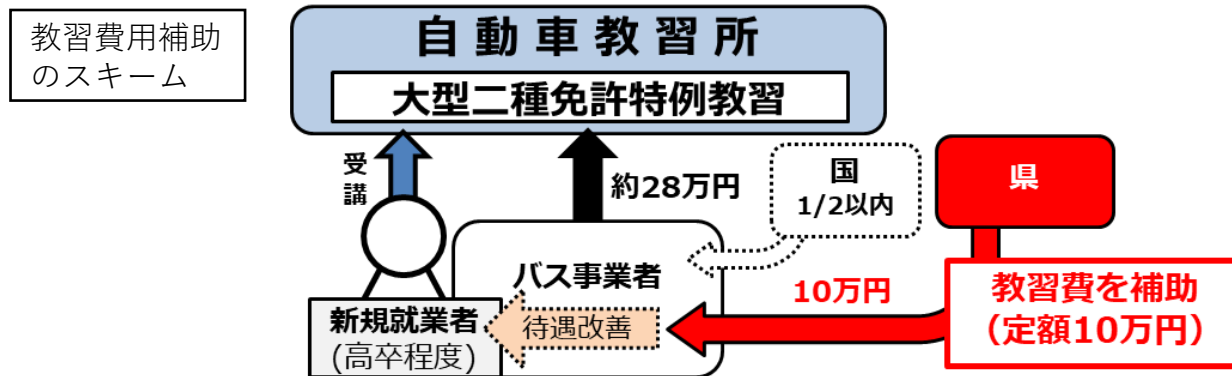 教習費用補助
のスキーム
自動車教習所
大型二種免許特例教習
受
講
約28万円
国
1/2以内
県
バス事業者
10万円
教習費を補助
（定額10万円）
待遇改善
新規就業者
(高卒程度)